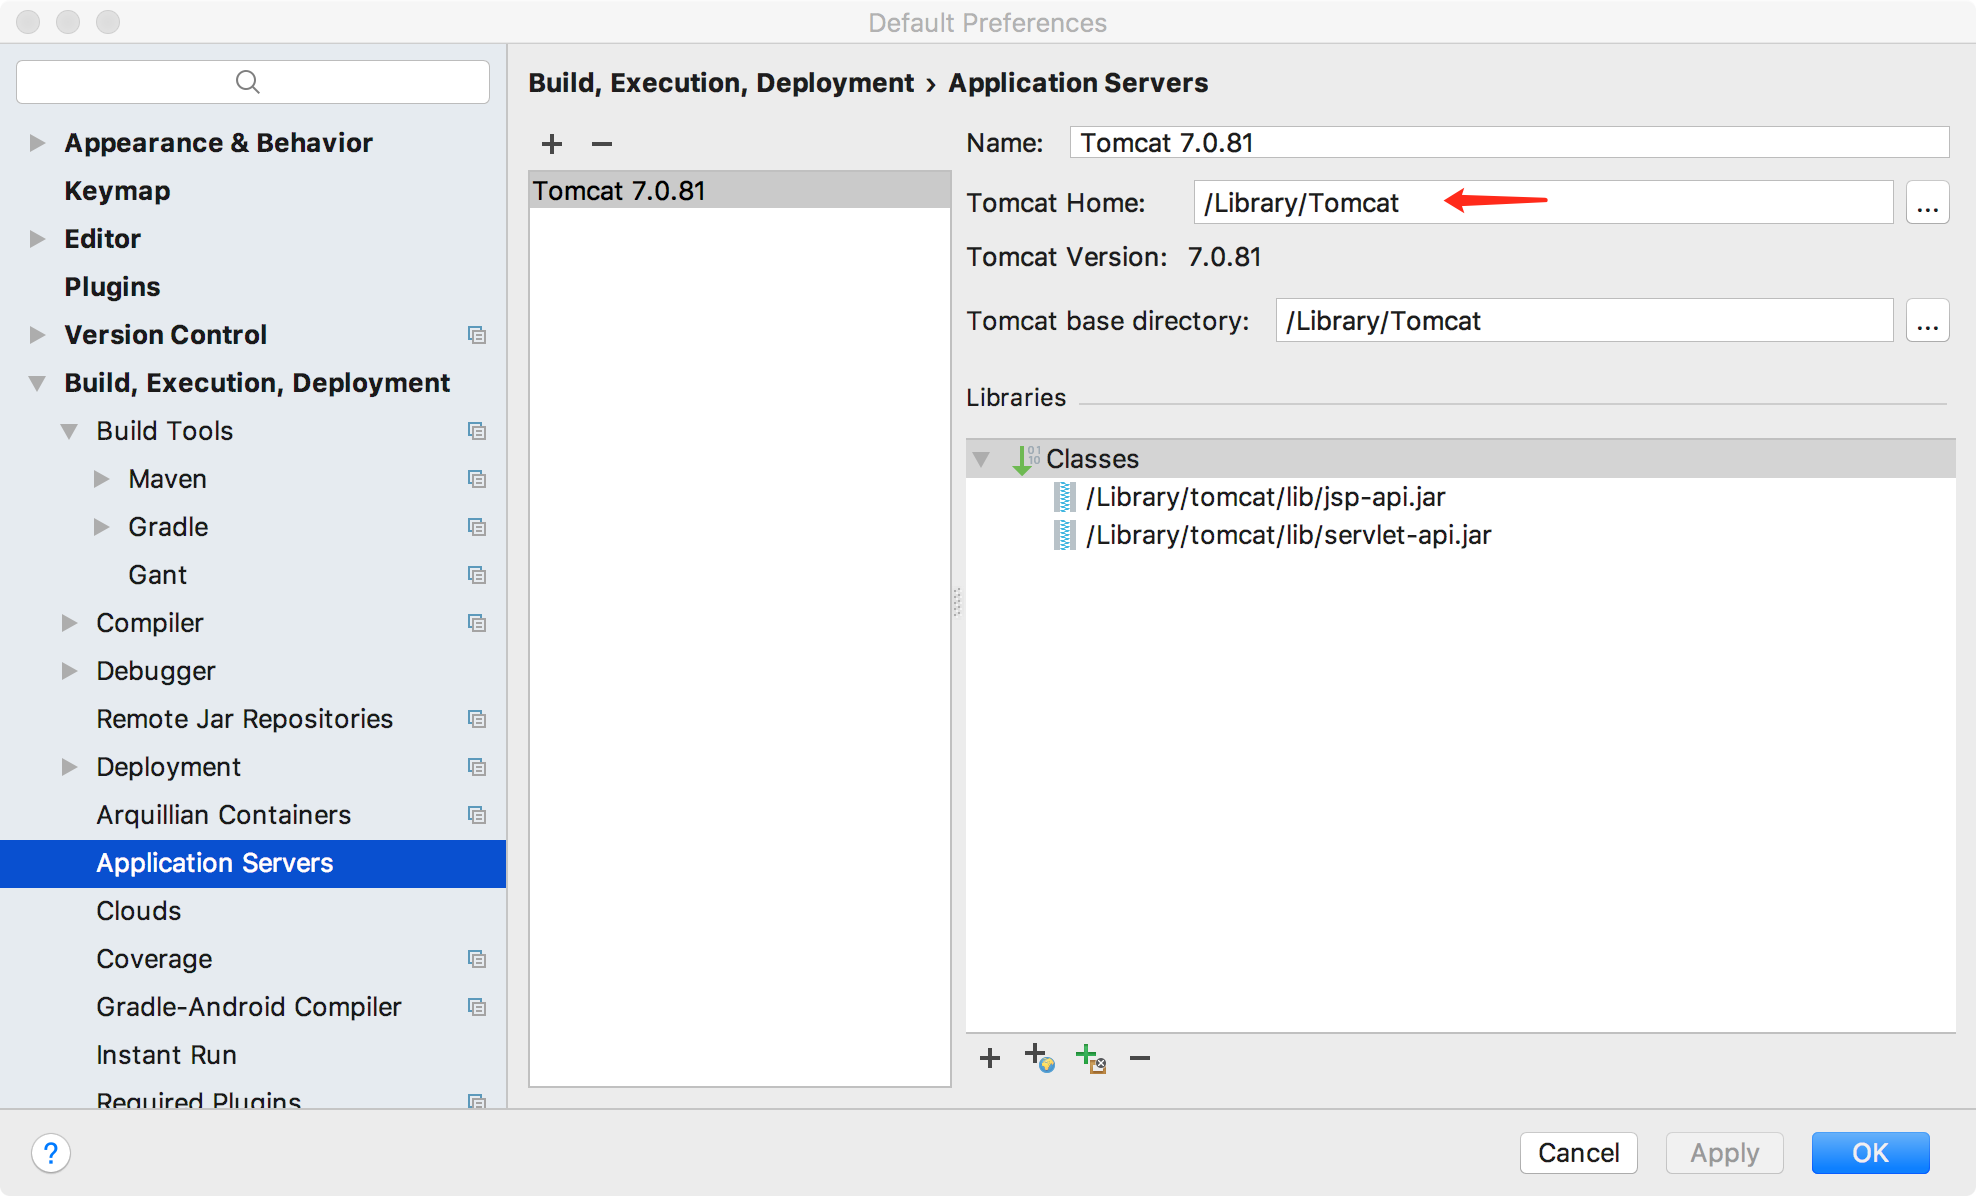 Default Preferences
Appearance & Behavior
Keymap
Editor
Plugins
Version Control
Build, Execution, Deployment
Build Tools
Maven
Gradle
Gant
Compiler
Debugger
Remote Jar Repositories
Deployment
Arquillian Containers
Application Servers
Clouds
Coverage
Gradle-Android Compiler
Instant Run
Required Plugins
Build, Execution, Deployment › Application Servers
Tomcat 7.0.81
Name: Tomcat 7.0.81
Tomcat Home: /Library/Tomcat ...
Tomcat Version: 7.0.81
Tomcat base directory: /Library/Tomcat ...
Libraries
Classes
/Library/tomcat/lib/jsp-api.jar
/Library/tomcat/lib/servlet-api.jar
?
Cancel
Apply
OK